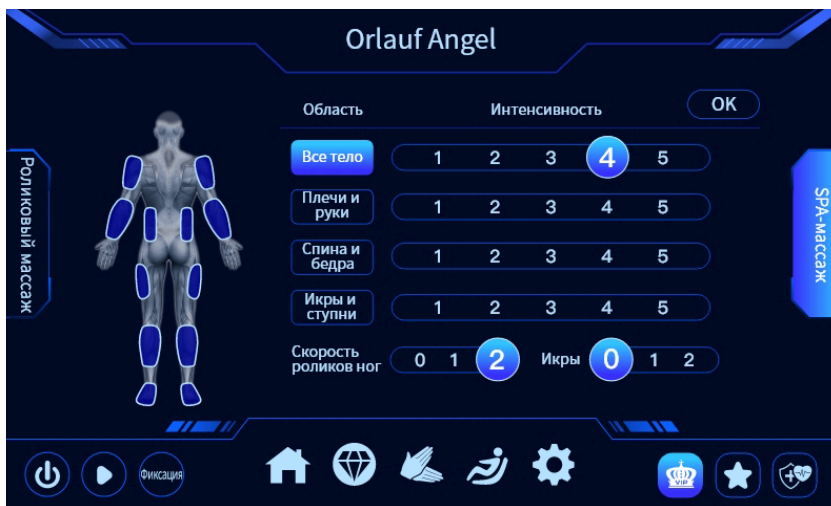 Orlauf Angel
Область Интенсивность OK
Все тело 1 2 3 4 5
Плечи и
руки 1 2 3 4 5
Спина и
бедра 1 2 3 4 5
Икры и
ступни 1 2 3 4 5
Скорость
роликов ног 0 1 2 Икры 0 1 2
Роликовый массаж
SPA-массаж
Фиксация
VIP